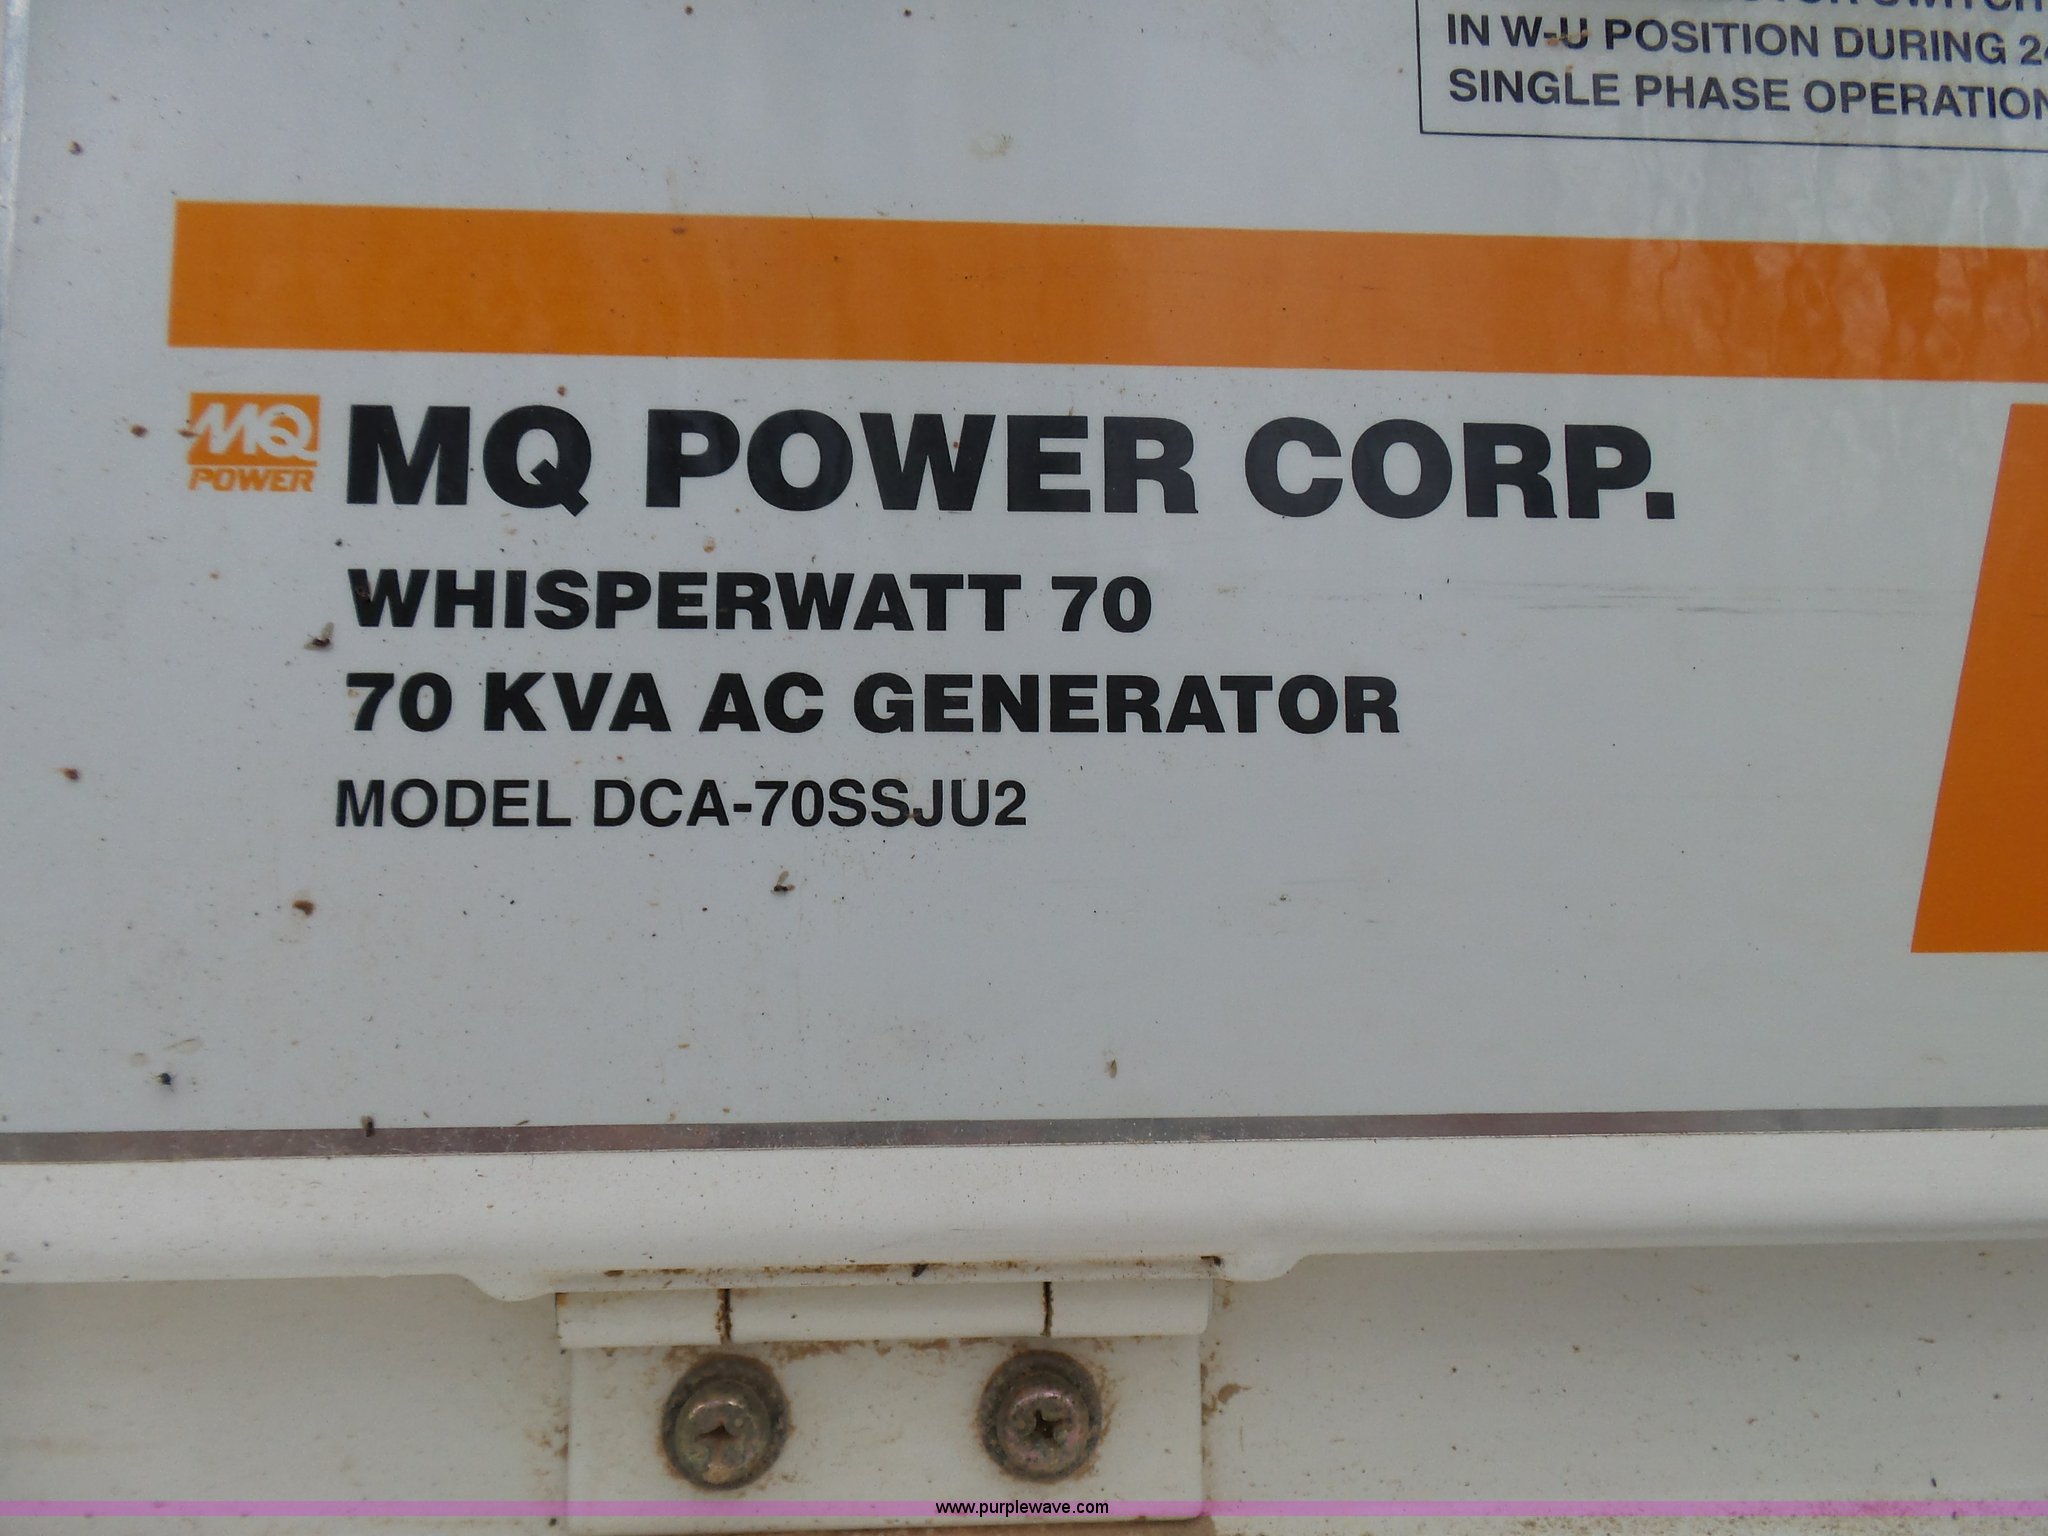 SWITCH
IN W-U POSITION DURING
SINGLE PHASE OPERATION
MQ
POWER
MQ POWER CORP.
WHISPERWATT 70
70 KVA AC GENERATOR
MODEL DCA-70SSJU2
www.purplewave.com